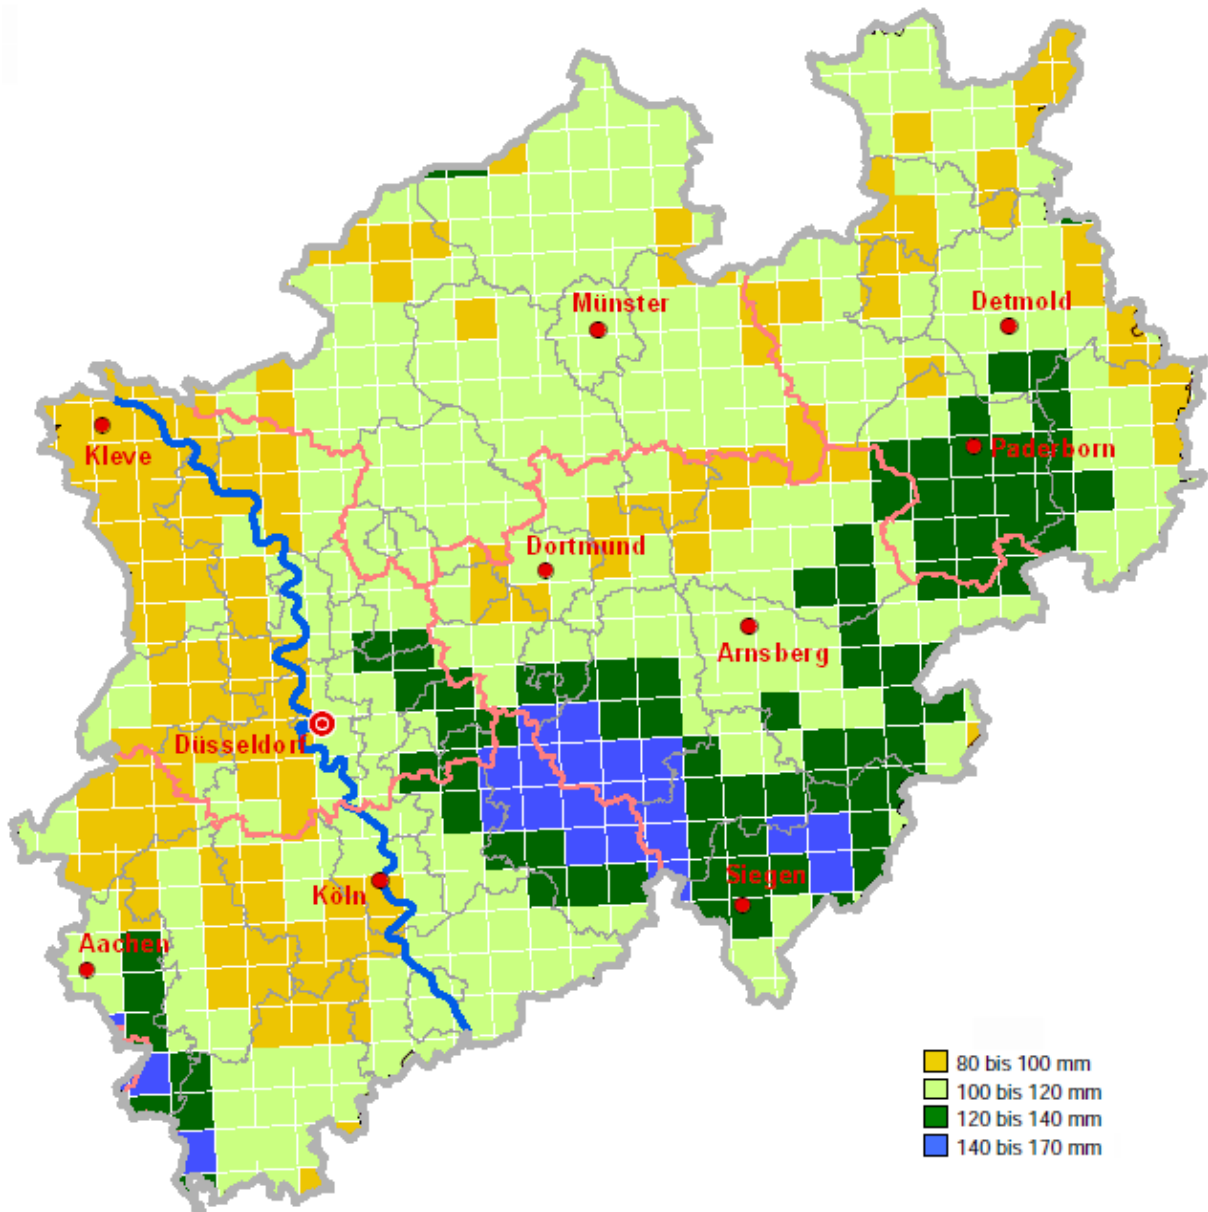 Münster
Detmold
Kleve
Paderborn
Dortmund
Arnsberg
Düsseldorf
Siegen
Köln
Aachen
80 bis 100 mm
100 bis 120 mm
120 bis 140 mm
140 bis 170 mm